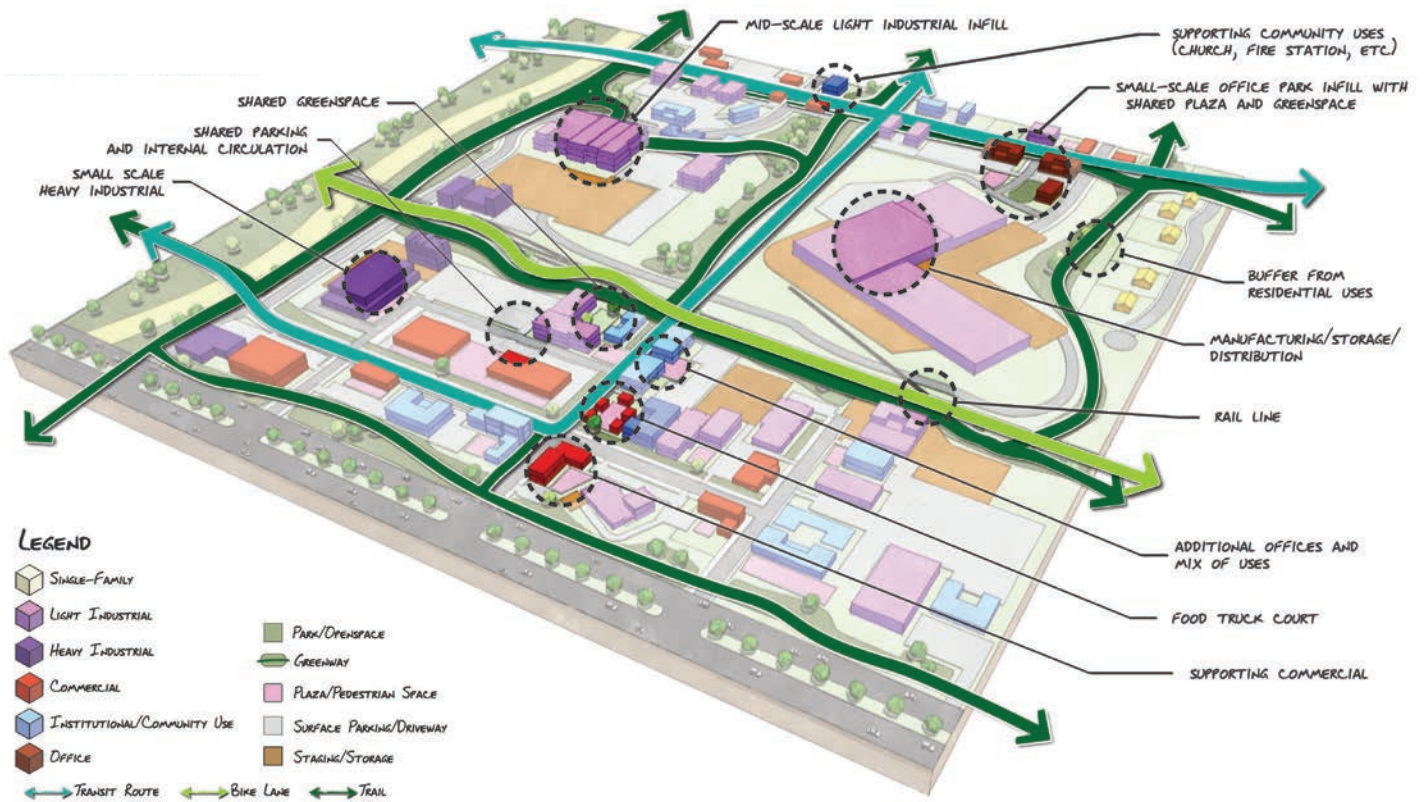 MID-SCALE LIGHT INDUSTRIAL INFILL
SUPPORTING COMMUNITY USES
(CHURCH, FIRE STATION, ETC)
SHARED GREENSPACE
SMALL-SCALE OFFICE PARK INFILL WITH
SHARED PLAZA AND GREENSPACE
SHARED PARKING
AND INTERNAL CIRCULATION
SMALL SCALE
HEAVY INDUSTRIAL
BUFFER FROM
RESIDENTIAL USES
MANUFACTURING/STORAGE/
DISTRIBUTION
RAIL LINE
ADDITIONAL OFFICES AND
MIX OF USES
FOOD TRUCK COURT
SUPPORTING COMMERCIAL
LEGEND
SINGLE-FAMILY
LIGHT INDUSTRIAL
HEAVY INDUSTRIAL
COMMERCIAL
INSTITUTIONAL/COMMUNITY USE
OFFICE
PARK/OPENSPACE
GREENWAY
PLAZA/PEDESTRIAN SPACE
SURFACE PARKING/DRIVEWAY
STAGING/STORAGE
TRANSIT ROUTE
BIKE LANE
TRAIL